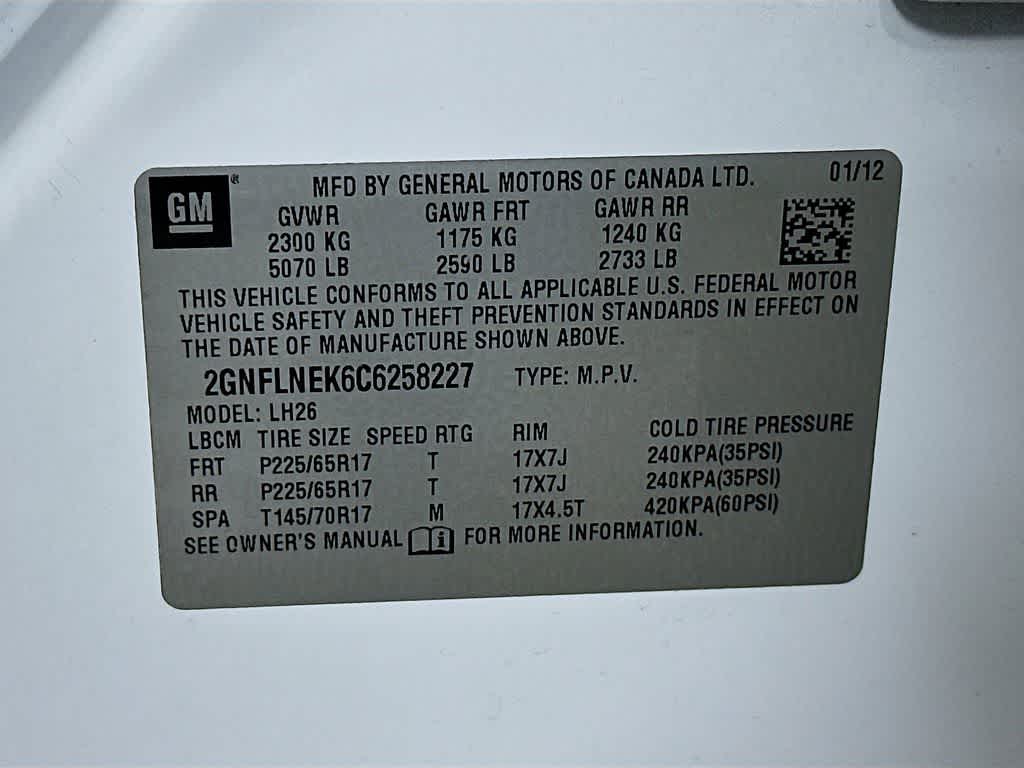 GM® MFD BY GENERAL MOTORS OF CANADA LTD. 01/12
GVWR GAWR FRT GAWR RR
2300 KG 1175 KG 1240 KG
5070 LB 2590 LB 2733 LB
THIS VEHICLE CONFORMS TO ALL APPLICABLE U.S. FEDERAL MOTOR
VEHICLE SAFETY AND THEFT PREVENTION STANDARDS IN EFFECT ON
THE DATE OF MANUFACTURE SHOWN ABOVE.
2GNFLNEK6C6258227 TYPE: M.P.V.
MODEL: LH26
LBCM TIRE SIZE SPEED RTG RIM COLD TIRE PRESSURE
FRT P225/65R17 T 17X7J 240KPA(35PSI)
RR P225/65R17 T 17X7J 240KPA(35PSI)
SPA T145/70R17 M 17X4.5T 420KPA(60PSI)
SEE OWNER'S MANUAL i FOR MORE INFORMATION.